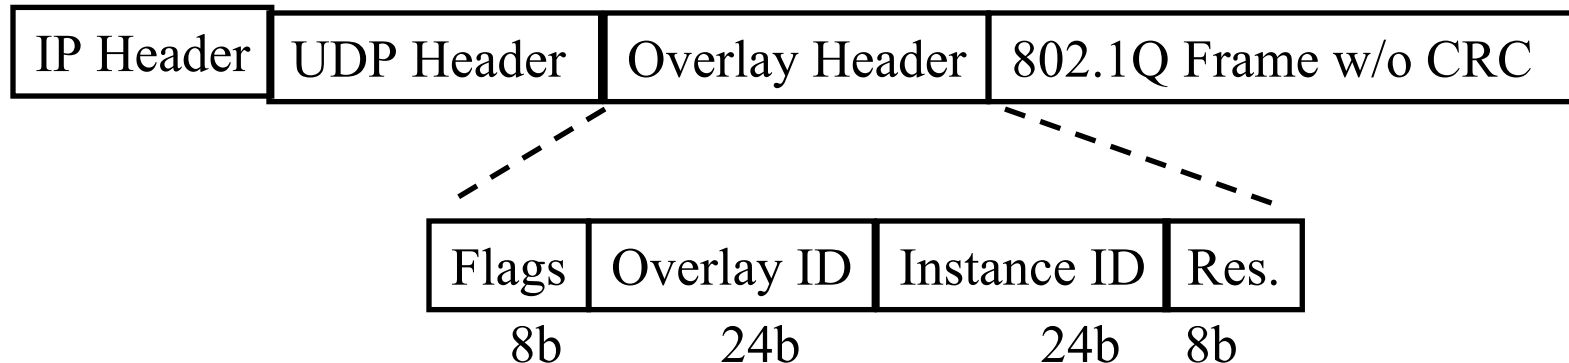 IP Header UDP Header Overlay Header 802.1Q Frame w/o CRC
Flags Overlay ID Instance ID Res.
8b 24b 24b 8b